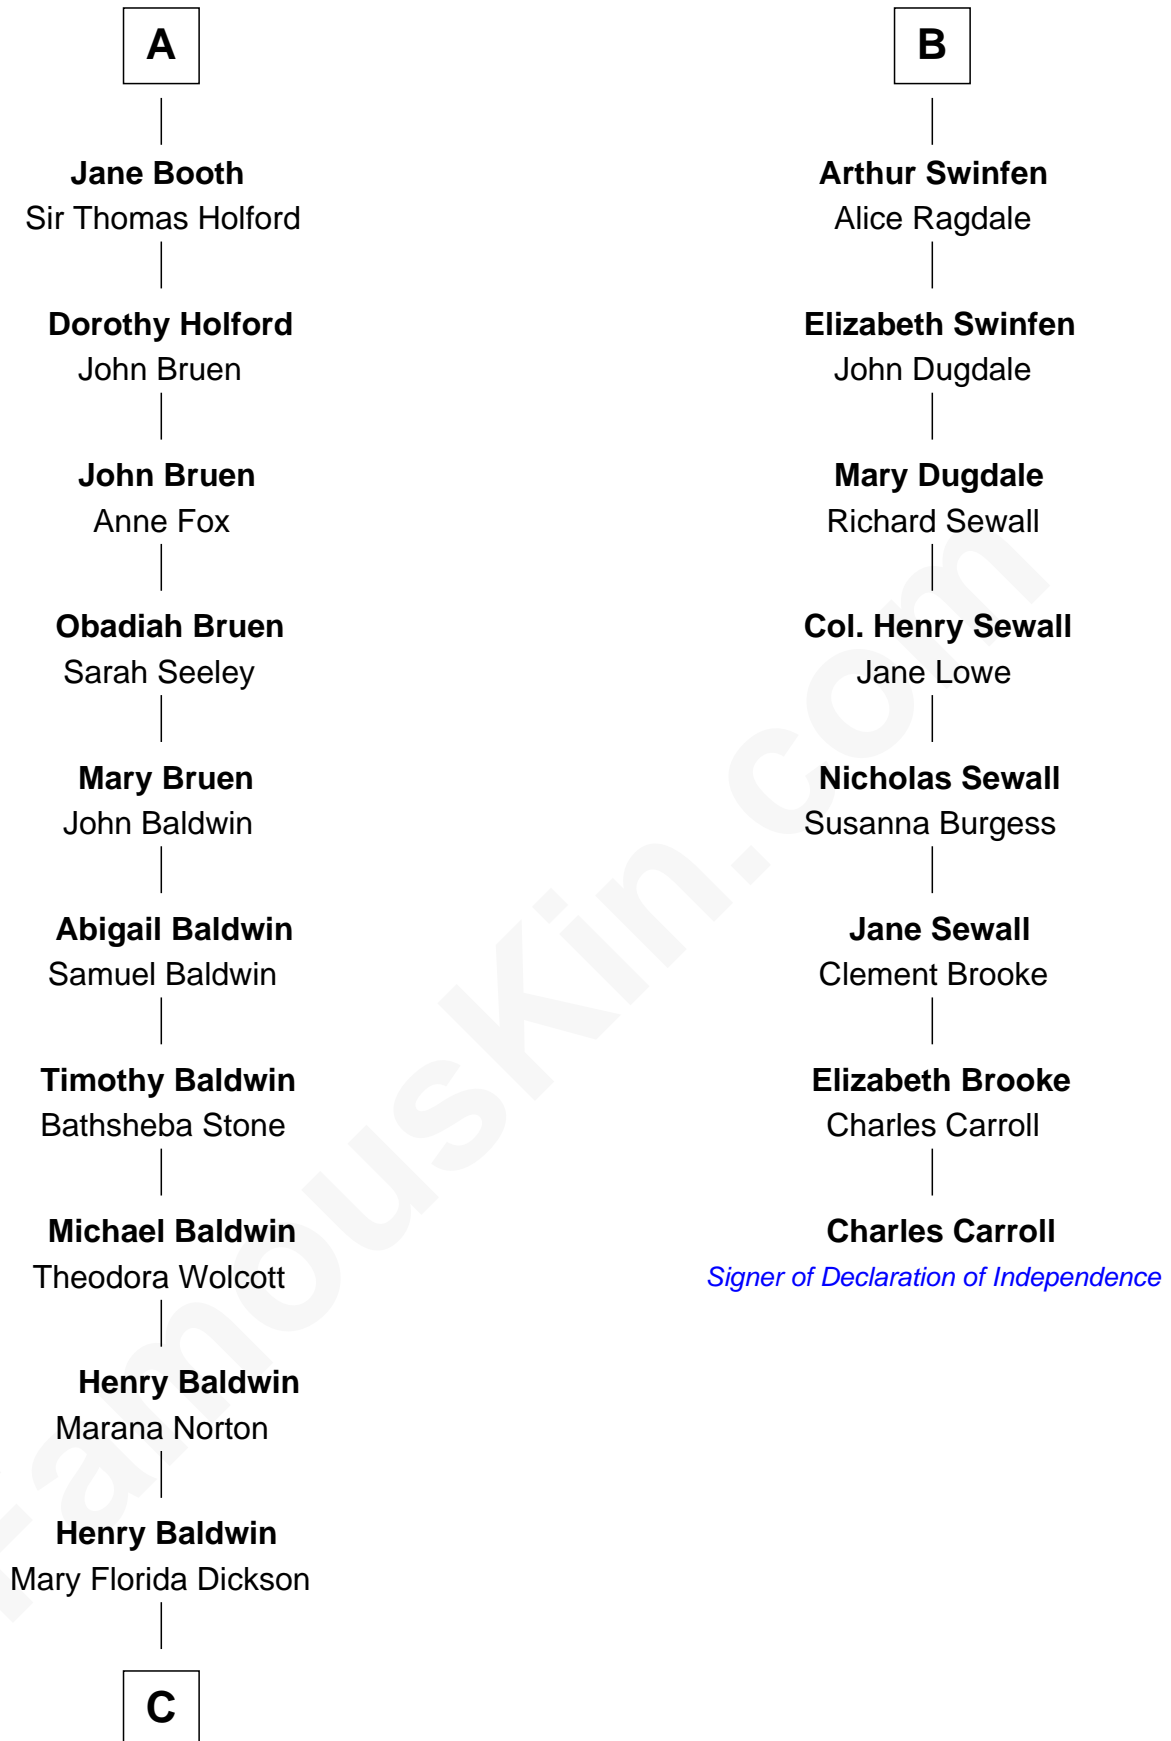 A
Jane Booth
Sir Thomas Holford
Dorothy Holford
John Bruen
John Bruen
Anne Fox
Obadiah Bruen
Sarah Seeley
Mary Bruen
John Baldwin
Abigail Baldwin
Samuel Baldwin
Timothy Baldwin
Bathsheba Stone
Michael Baldwin
Theodora Wolcott
Henry Baldwin
Marana Norton
Henry Baldwin
Mary Florida Dickson
C
B
Arthur Swinfen
Alice Ragdale
Elizabeth Swinfen
John Dugdale
Mary Dugdale
Richard Sewall
Col. Henry Sewall
Jane Lowe
Nicholas Sewall
Susanna Burgess
Jane Sewall
Clement Brooke
Elizabeth Brooke
Charles Carroll
Charles Carroll
Signer of Declaration of Independence
FamousKin.com